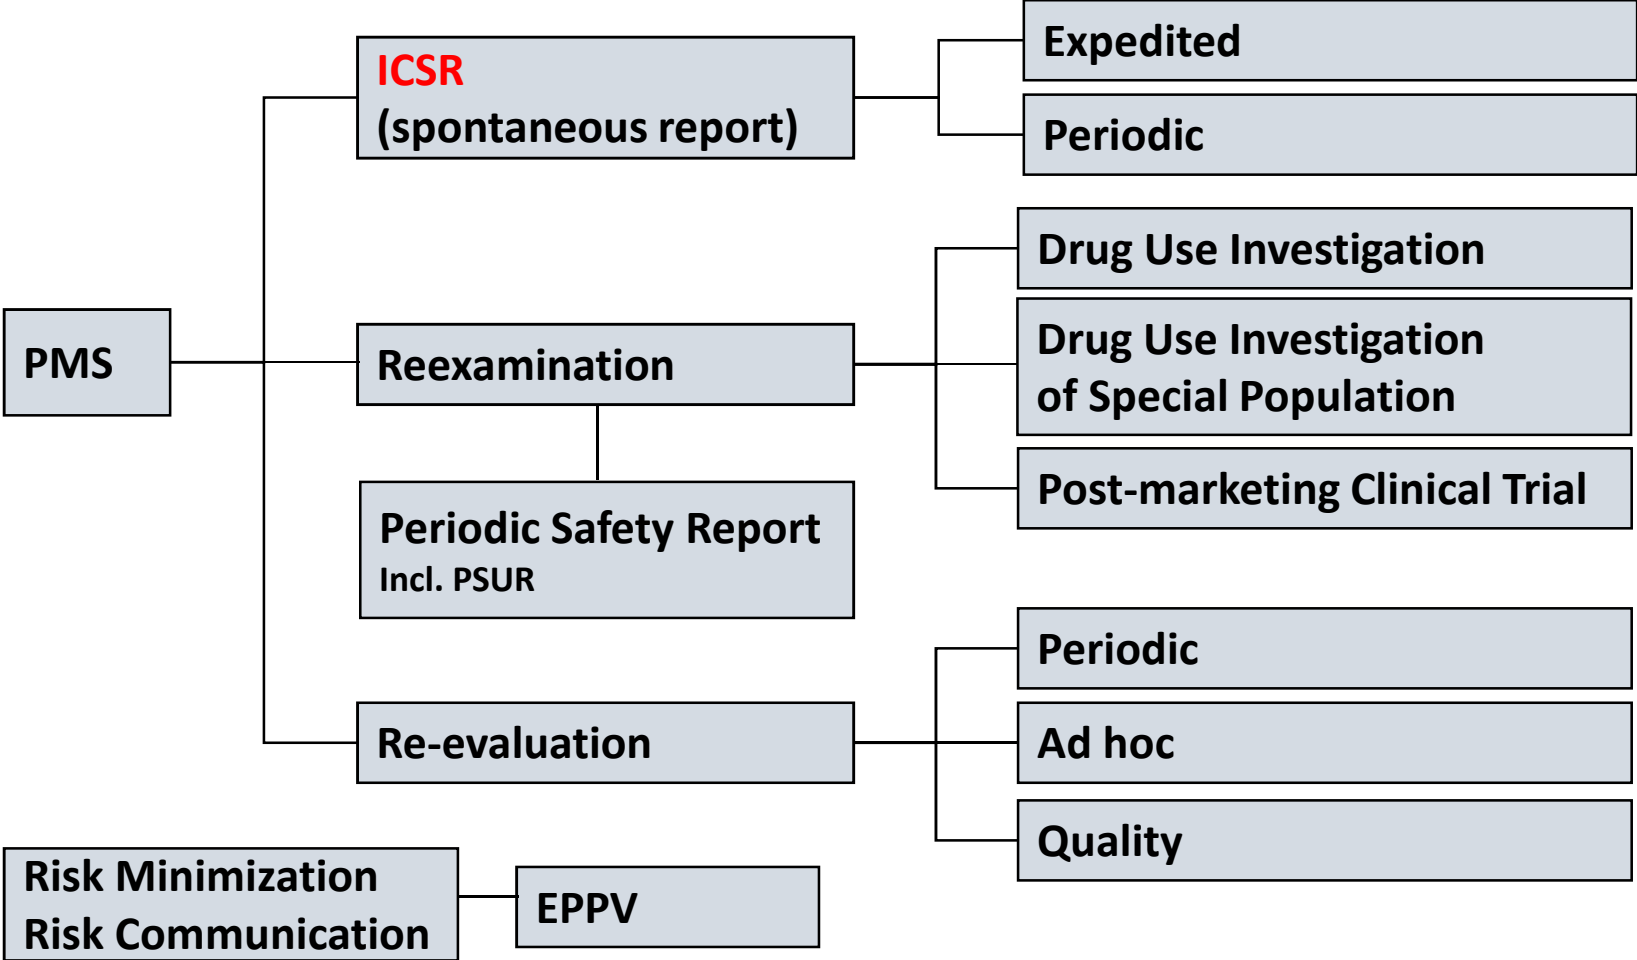 PMS
ICSR
(spontaneous report)
Expedited
Periodic
Reexamination
Drug Use Investigation
Drug Use Investigation
of Special Population
Post-marketing Clinical Trial
Periodic Safety Report
Incl. PSUR
Re-evaluation
Periodic
Ad hoc
Quality
Risk Minimization
Risk Communication
EPPV